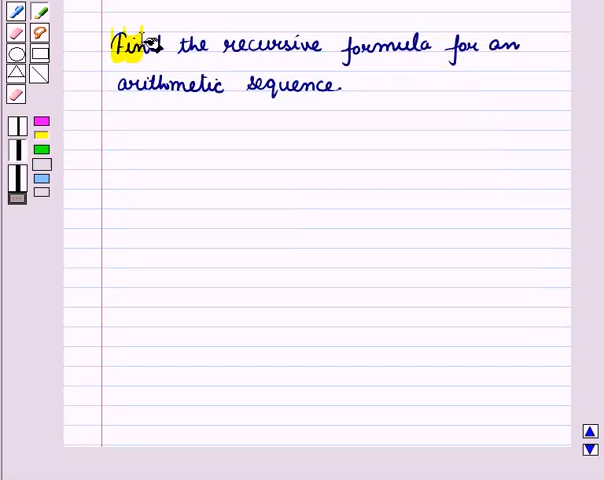 Find the recursive formula for an
arithmetic sequence.